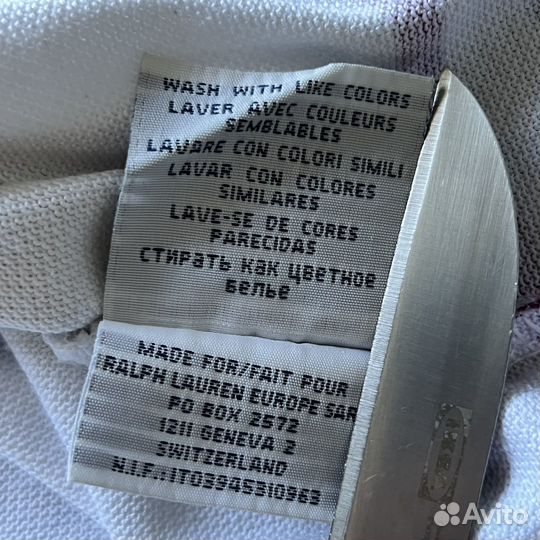 WASH WITH LIKE COLORS
LAVER AVEC COULEURS
SEMBLABLES
LAVARE CON COLORI SIMILI
LAVAR CON COLORES
SIMILARES
LAVE-SE DE CORES
PARECIDAS
СТИРАТЬ КАК ЦВЕТНОЕ
БЕЛЬЕ
MADE FOR/FAIT POUR
RALPH LAUREN EUROPE SAR
PO BOX 2572
1211 GENEVA 2
SWITZERLAND
N.I.F.:IT03945510963
Avito